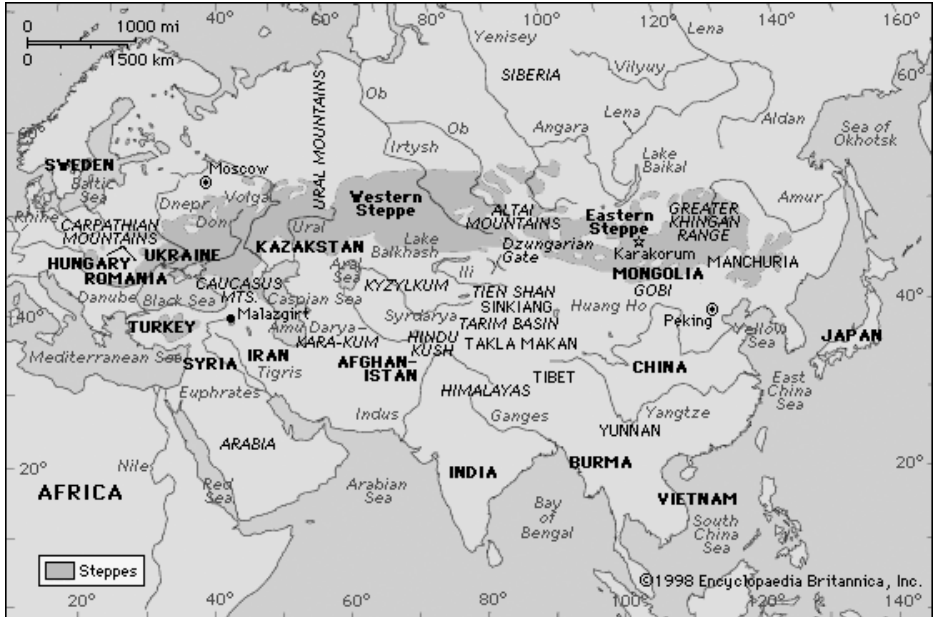 40°
60°
80°
100°
120°
140°
160°
0 1000 mi
0 1500 km
Yenisey
Lena
SIBERIA
Vilyuy
60°
URAL MOUNTAINS
Ob
Ob
Irtysh
Angara
Lena
Aldan
Sea of
Okhotsk
60°
SWEDEN
Baltic
Sea
Moscow
Lake
Baikal
Rhine
Volga
Dnepr
Don
Western
Steppe
Amur
CARPATHIAN
MOUNTAINS
ALTAI
MOUNTAINS
Eastern
Steppe
GREATER
KHINGAN
RANGE
Ural
HUNGARY
UKRAINE
KAZAKSTAN
Lake
Balkhash
Dzungarian
Gate
Karakorum
MANCHURIA
ROMANIA
Aral
Sea
Ili
MONGOLIA
CAUCASUS
MTS.
KYZYLKUM
TIEN SHAN
GOBI
Danube
Black Sea
Caspian Sea
SINKIANG
Huang Ho
40°
40°
Malazgirt
Syrdarya
TARIM BASIN
Peking
TURKEY
Amu Darya
KARA-KUM
HINDU
KUSH
TAKLA MAKAN
Yellow
Sea
JAPAN
Mediterranean Sea
SYRIA
IRAN
Tigris
AFGHAN-
ISTAN
TIBET
CHINA
Euphrates
HIMALAYAS
East
China
Sea
Indus
Ganges
Yangtze
YUNNAN
ARABIA
20°
Nile
INDIA
BURMA
20°
AFRICA
Red
Sea
Arabian
Sea
Bay
of
Bengal
VIETNAM
South
China
Sea
Steppes
©1998 Encyclopaedia Britannica, Inc.
20°
40°
60°
80°
100°
120°
140°